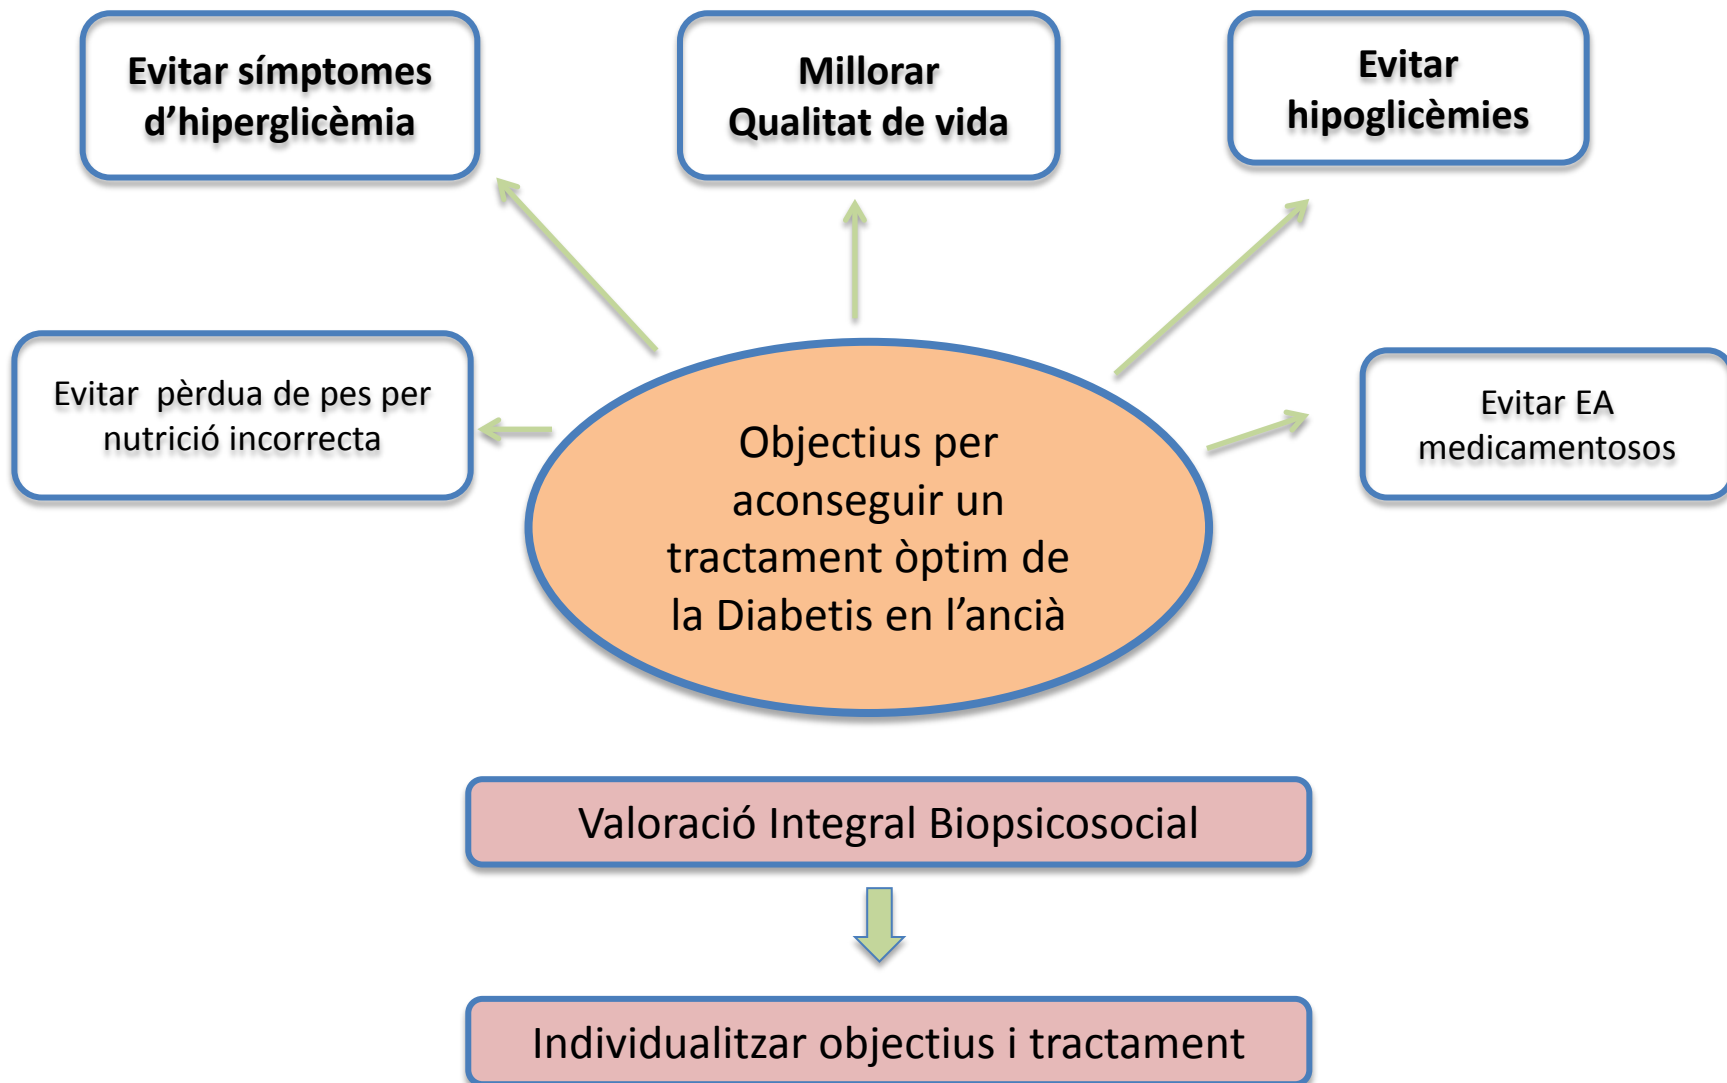 Evitar símptomes
d’hiperglicèmia
Millorar
Qualitat de vida
Evitar
hipoglicèmies
Evitar pèrdua de pes per
nutrició incorrecta
Objectius per
aconseguir un
tractament òptim de
la Diabetis en l’ancià
Evitar EA
medicamentosos
Valoració Integral Biopsicosocial
Individualitzar objectius i tractament